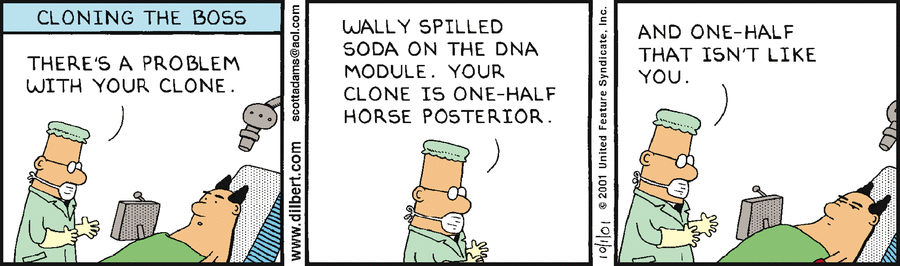 CLONING THE BOSS
THERE'S A PROBLEM
WITH YOUR CLONE.
www.dilbert.com
scottadams@aol.com
WALLY SPILLED
SODA ON THE DNA
MODULE. YOUR
CLONE IS ONE-HALF
HORSE POSTERIOR.
10/1/01
© 2001 United Feature Syndicate, Inc.
AND ONE-HALF
THAT ISN'T LIKE
YOU.